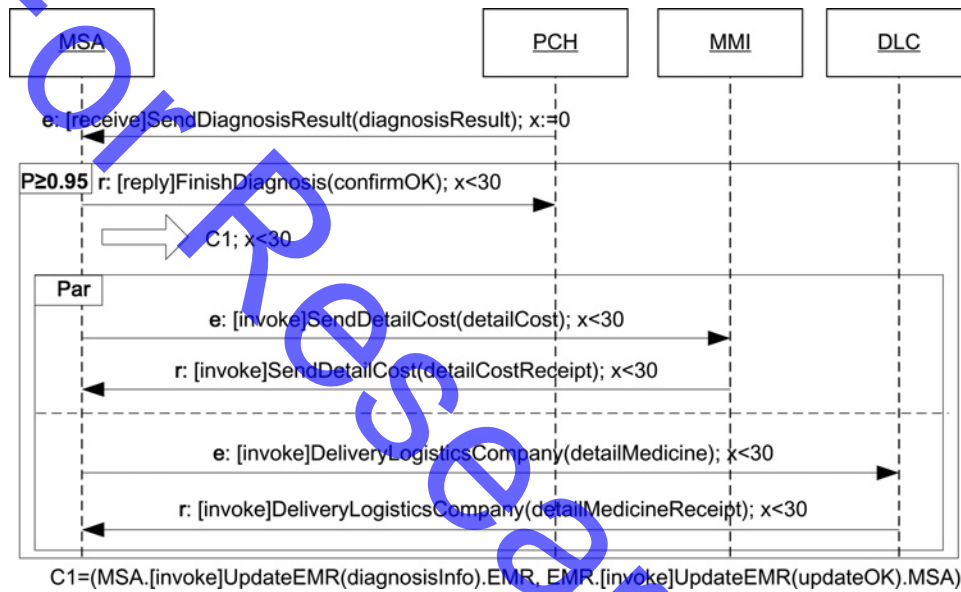 MSA PCH MMI DLC
e: [receive]SendDiagnosisResult(diagnosisResult); x:=0
P≥0.95 r: [reply]FinishDiagnosis(confirmOK); x<30
C1; x<30
Par
e: [invoke]SendDetailCost(detailCost); x<30
r: [invoke]SendDetailCost(detailCostReceipt); x<30
e: [invoke]DeliveryLogisticsCompany(detailMedicine); x<30
r: [invoke]DeliveryLogisticsCompany(detailMedicineReceipt); x<30
C1=(MSA.[invoke]UpdateEMR(diagnosisInfo).EMR, EMR.[invoke]UpdateEMR(updateOK).MSA)
or Resea